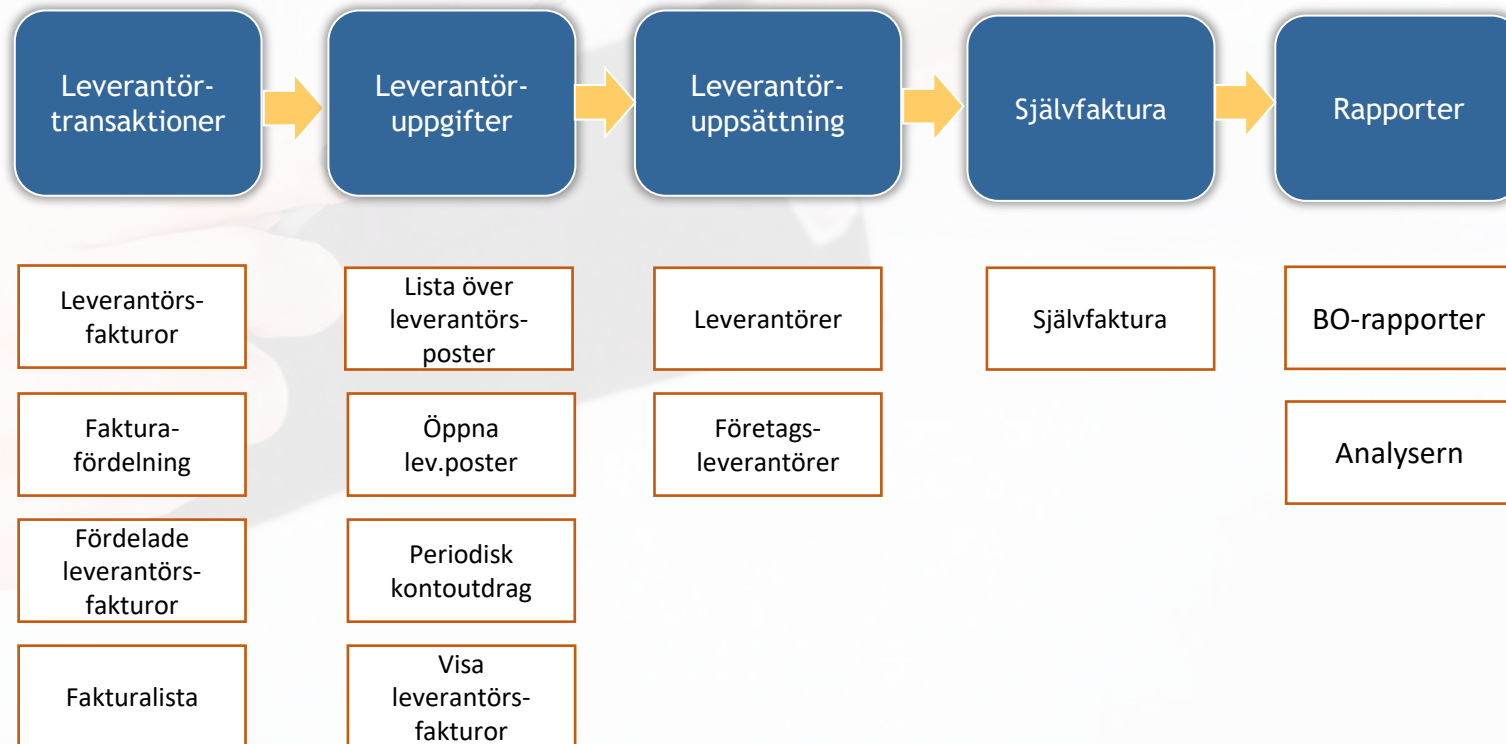 Leverantör-
transaktioner
Leverantör-
uppgifter
Leverantör-
uppsättning
Självfaktura
Rapporter
Leverantörs-
fakturor
Lista över
leverantörs-
poster
Leverantörer
Självfaktura
BO-rapporter
Faktura-
fördelning
Öppna
lev.poster
Företags-
leverantörer
Analysern
Fördelade
leverantörs-
fakturor
Periodisk
kontoutdrag
Fakturalista
Visa
leverantörs-
fakturor